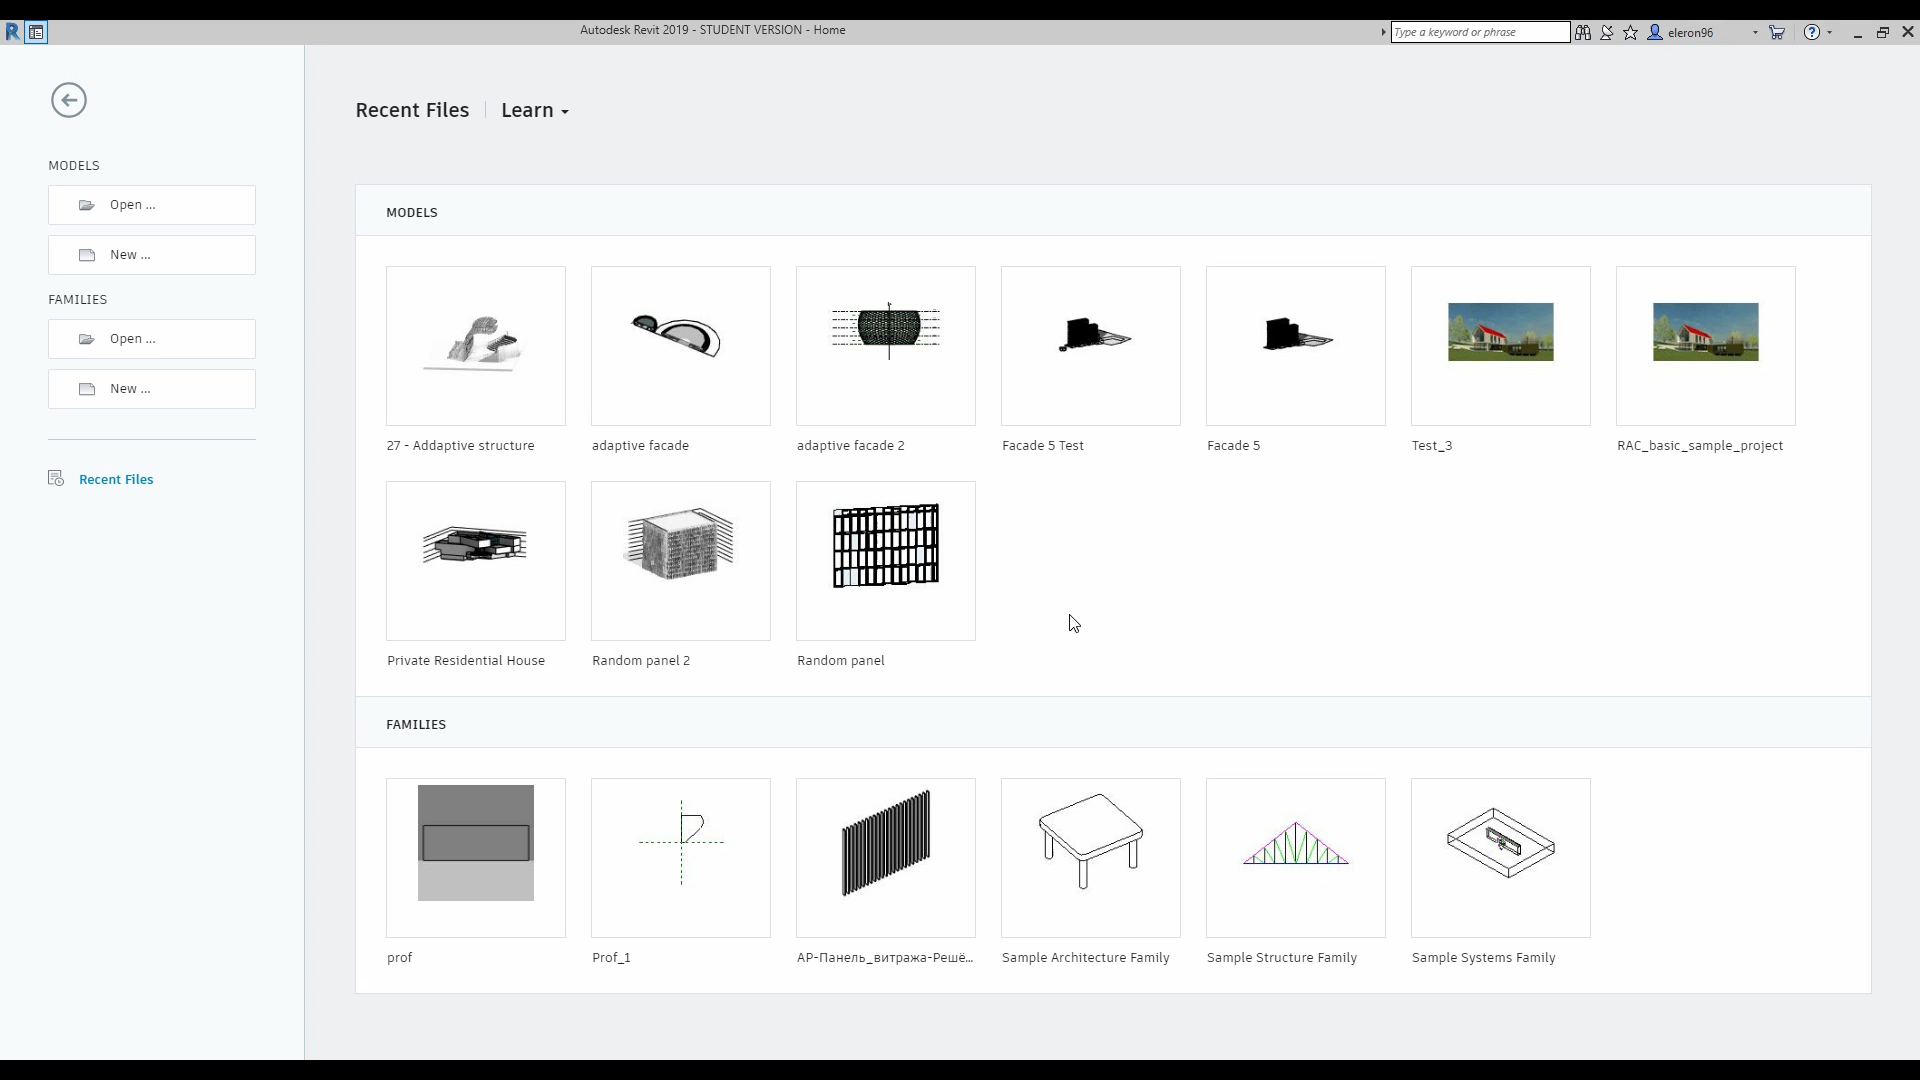 Autodesk Revit 2019 - STUDENT VERSION - Home
Type a keyword or phrase
eleron96
Recent Files
Learn
MODELS
Open ...
New ...
FAMILIES
Open ...
New ...
Recent Files
MODELS
27 - Addaptive structure
adaptive facade
adaptive facade 2
Facade 5 Test
Facade 5
Test_3
RAC_basic_sample_project
Private Residential House
Random panel 2
Random panel
FAMILIES
prof
Prof_1
АР-Панель_витража-Решё...
Sample Architecture Family
Sample Structure Family
Sample Systems Family